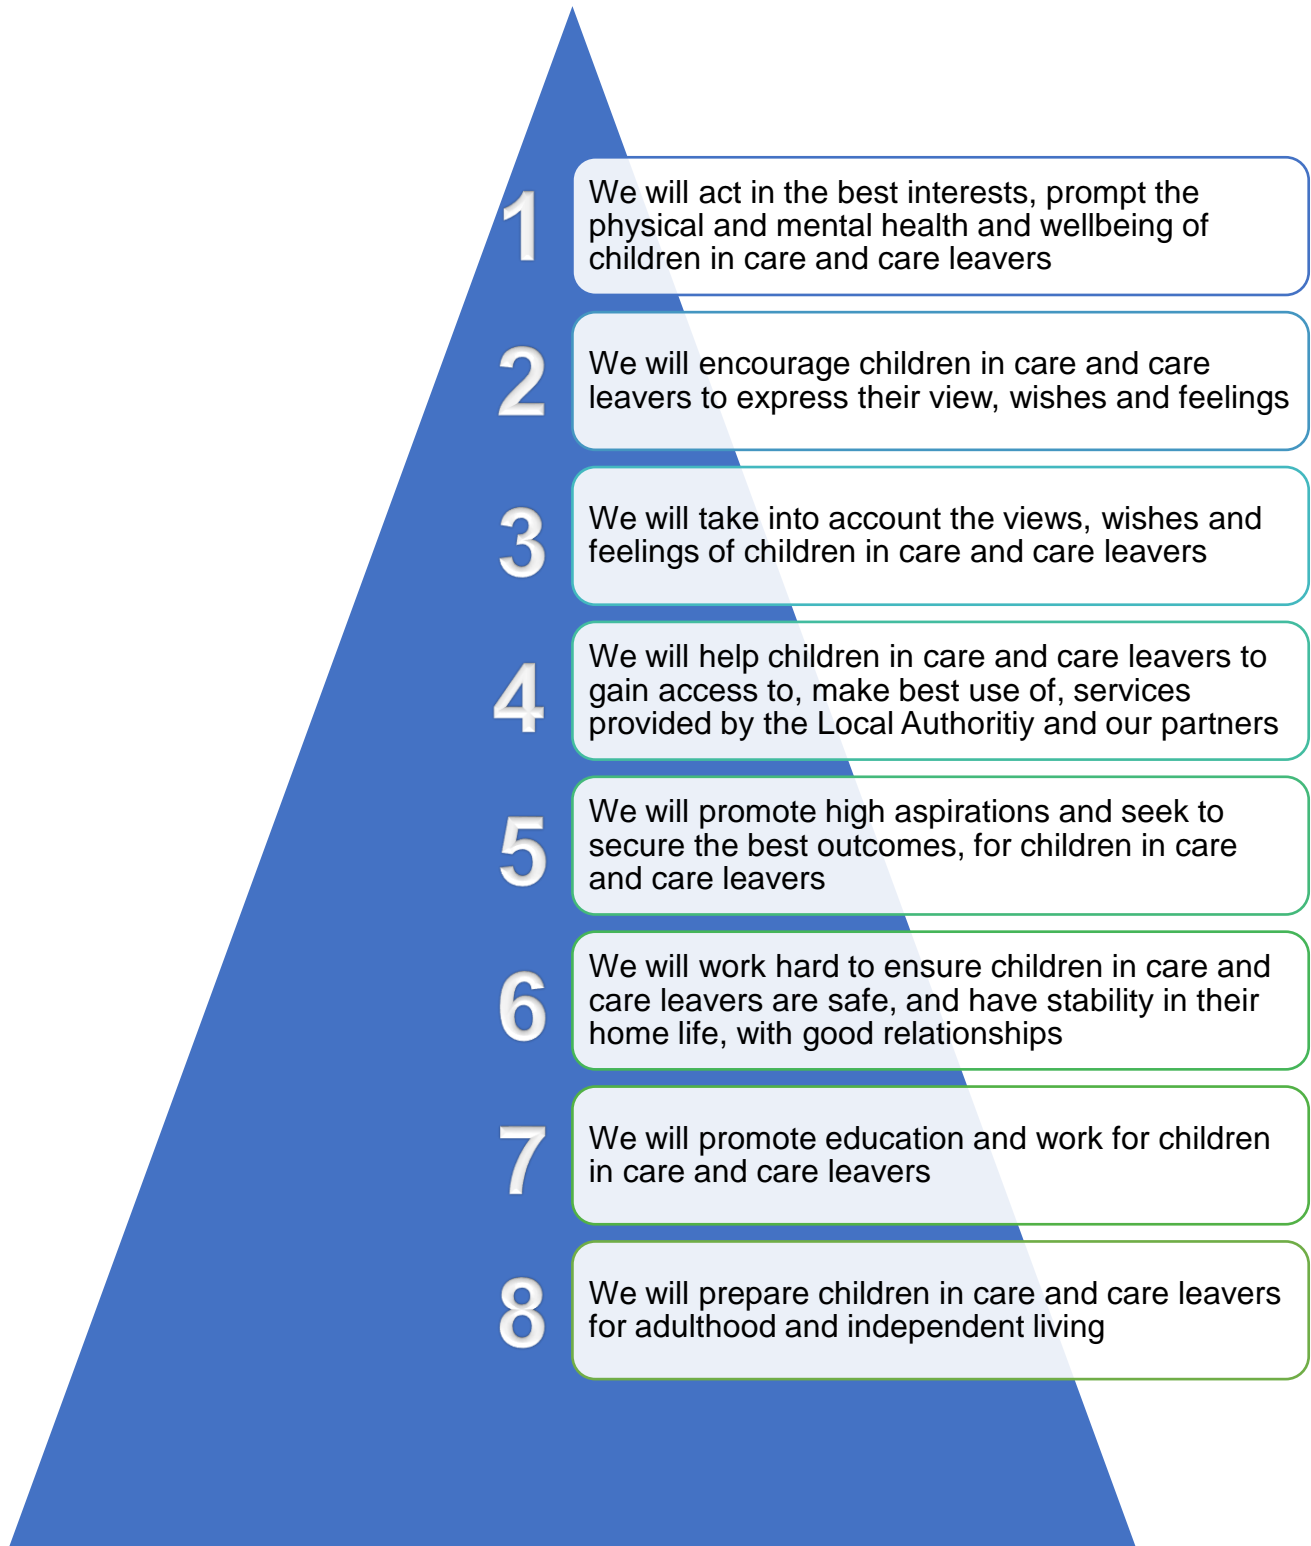 1
We will act in the best interests, prompt the
physical and mental health and wellbeing of
children in care and care leavers
2
We will encourage children in care and care
leavers to express their view, wishes and feelings
3
We will take into account the views, wishes and
feelings of children in care and care leavers
4
We will help children in care and care leavers to
gain access to, make best use of, services
provided by the Local Authoritiy and our partners
5
We will promote high aspirations and seek to
secure the best outcomes, for children in care
and care leavers
6
We will work hard to ensure children in care and
care leavers are safe, and have stability in their
home life, with good relationships
7
We will promote education and work for children
in care and care leavers
8
We will prepare children in care and care leavers
for adulthood and independent living